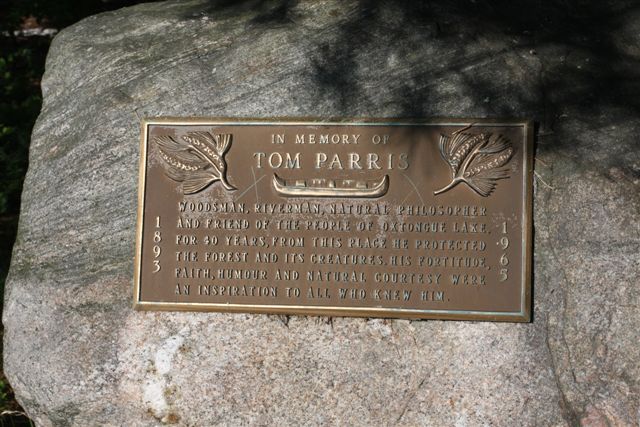 IN MEMORY OF
TOM PARRIS
WOODSMAN, RIVERMAN, NATURAL PHILOSOPHER
AND FRIEND OF THE PEOPLE OF OXTONGUE LAKE,
FOR 40 YEARS, FROM THIS PLACE HE PROTECTED
THE FOREST AND ITS CREATURES. HIS FORTITUDE,
FAITH, HUMOUR AND NATURAL COURTESY WERE
AN INSPIRATION TO ALL WHO KNEW HIM.
1893
1965